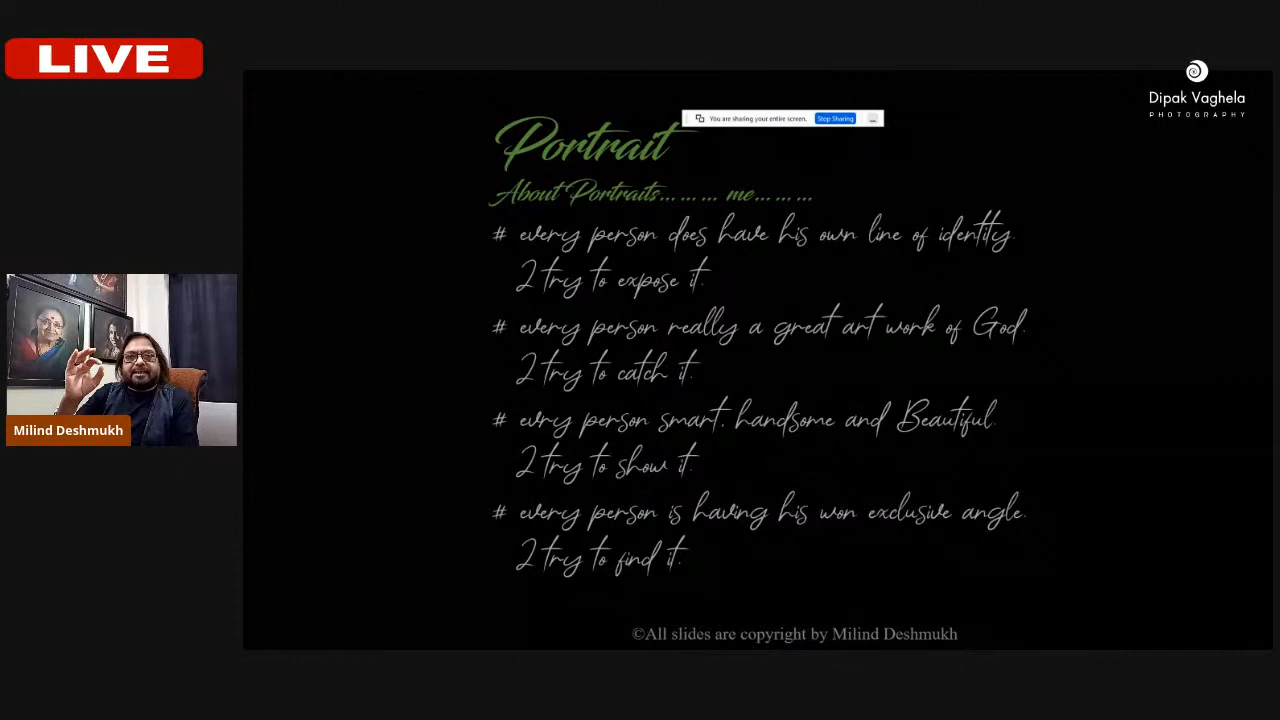 LIVE
Dipak Vaghela
PHOTOGRAPHY
You are sharing your entire screen. Stop Sharing
Portrait
About Portraits......... me.........
# every person does have his own line of identity.
I try to expose it.
# every person really a great art work of God.
I try to catch it.
# evry person smart, handsome and Beautiful.
I try to show it.
# every person is having his won exclusive angle.
I try to find it.
Milind Deshmukh
©All slides are copyright by Milind Deshmukh